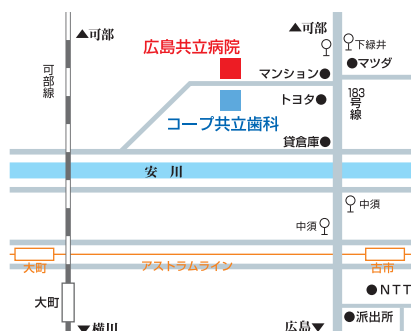 ▲可部
▲可部
広島共立病院
下緑井
●マツダ
マンション●
可部線
トヨタ●
183号線
コープ共立歯科
貸倉庫●
安 川
中須
中須
アストラムライン
大町
古市
大町
●NTT
●派出所
▼横川
広島▼